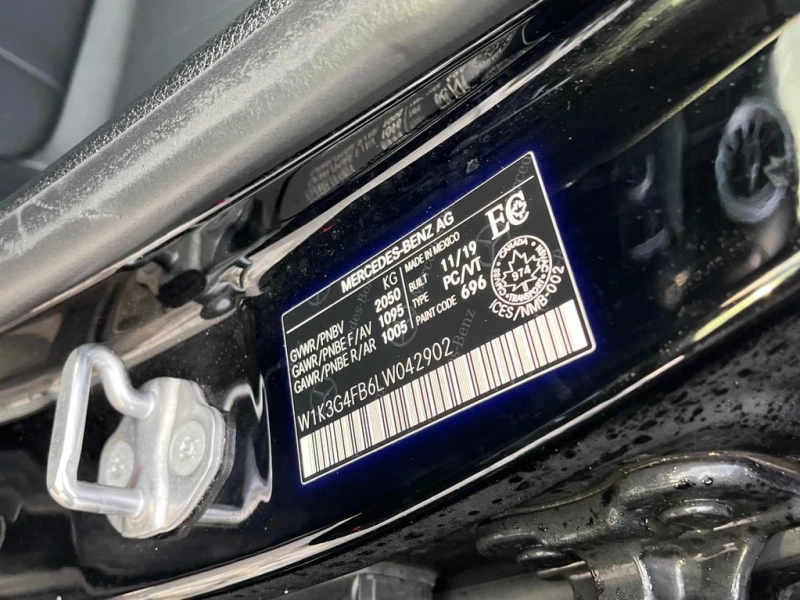 MERCEDES-BENZ AG
MADE IN MEXICO
KG
GVWR/PNBV 2050
GAWR/PNBE F/AV 1095
GAWR/PNBE R/AR 1005
BUILT 11/19
TYPE PC/VT
PAINT CODE 696
EC
CANADA
974
TRANSPORT
ICES/NMB-002
W1K3G4FB6LW042902